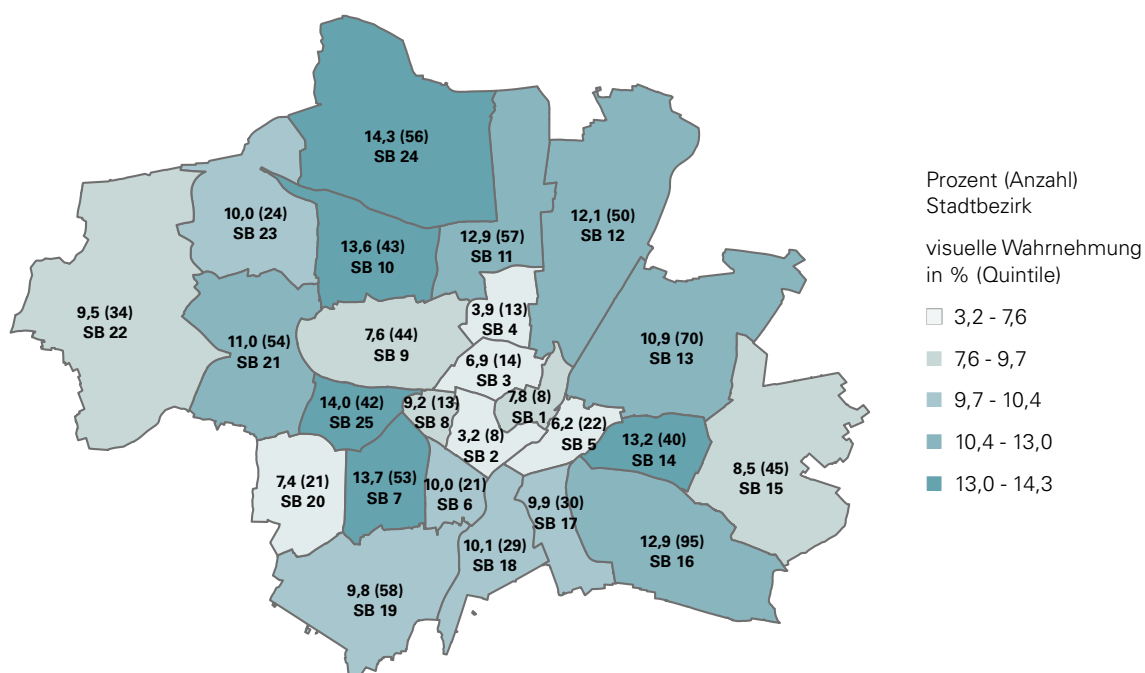 14,3 (56)
SB 24
10,0 (24)
SB 23
13,6 (43)
SB 10
12,9 (57)
SB 11
12,1 (50)
SB 12
9,5 (34)
SB 22
11,0 (54)
SB 21
7,6 (44)
SB 9
3,9 (13)
SB 4
6,9 (14)
SB 3
10,9 (70)
SB 13
14,0 (42)
SB 25
9,2 (13)
SB 8
7,8 (8)
SB 1
3,2 (8)
SB 2
6,2 (22)
SB 5
13,2 (40)
SB 14
8,5 (45)
SB 15
7,4 (21)
SB 20
13,7 (53)
SB 7
10,0 (21)
SB 6
9,9 (30)
SB 17
10,1 (29)
SB 18
12,9 (95)
SB 16
9,8 (58)
SB 19
Prozent (Anzahl)
Stadtbezirk
visuelle Wahrnehmung
in % (Quintile)
3,2 - 7,6
7,6 - 9,7
9,7 - 10,4
10,4 - 13,0
13,0 - 14,3